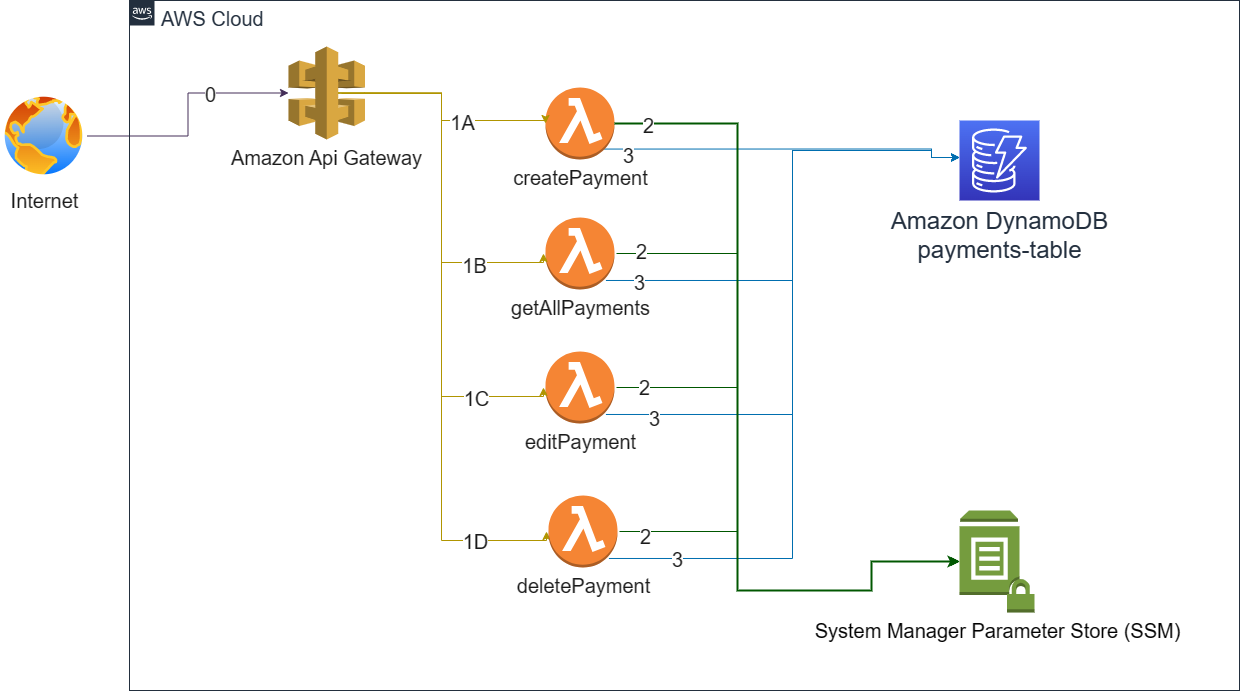 aws
AWS Cloud
0
Amazon Api Gateway
Internet
1A
2
3
createPayment
Amazon DynamoDB
payments-table
1B
2
3
getAllPayments
1C
2
3
editPayment
1D
2
3
deletePayment
System Manager Parameter Store (SSM)